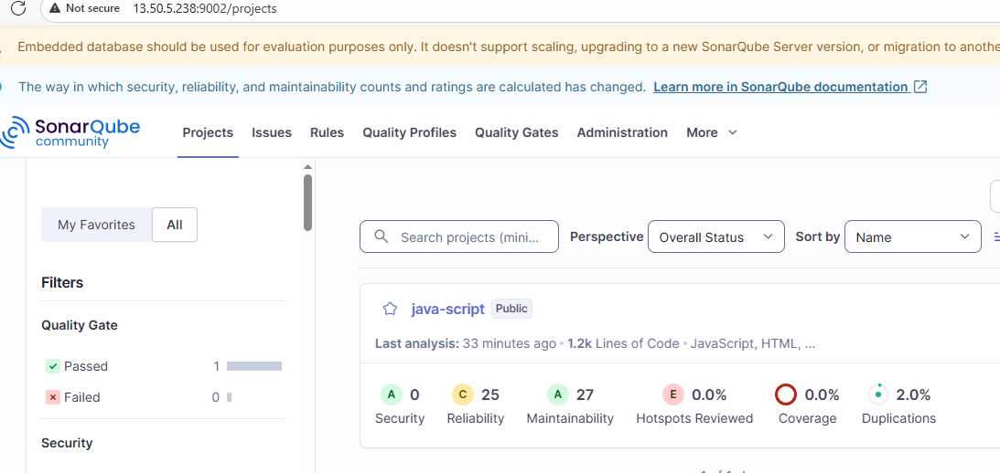 Not secure 13.50.5.238:9002/projects
Embedded database should be used for evaluation purposes only. It doesn't support scaling, upgrading to a new SonarQube Server version, or migration to anothe
The way in which security, reliability, and maintainability counts and ratings are calculated has changed. Learn more in SonarQube documentation
SonarQube
community
Projects Issues Rules Quality Profiles Quality Gates Administration More
My Favorites All
Search projects (mini... Perspective Overall Status Sort by Name
Filters
Quality Gate
Passed 1
Failed 0
Security
java-script Public
Last analysis: 33 minutes ago • 1.2k Lines of Code • JavaScript, HTML, ...
A 0 C 25 A 27 E 0.0% 0.0% 2.0%
Security Reliability Maintainability Hotspots Reviewed Coverage Duplications